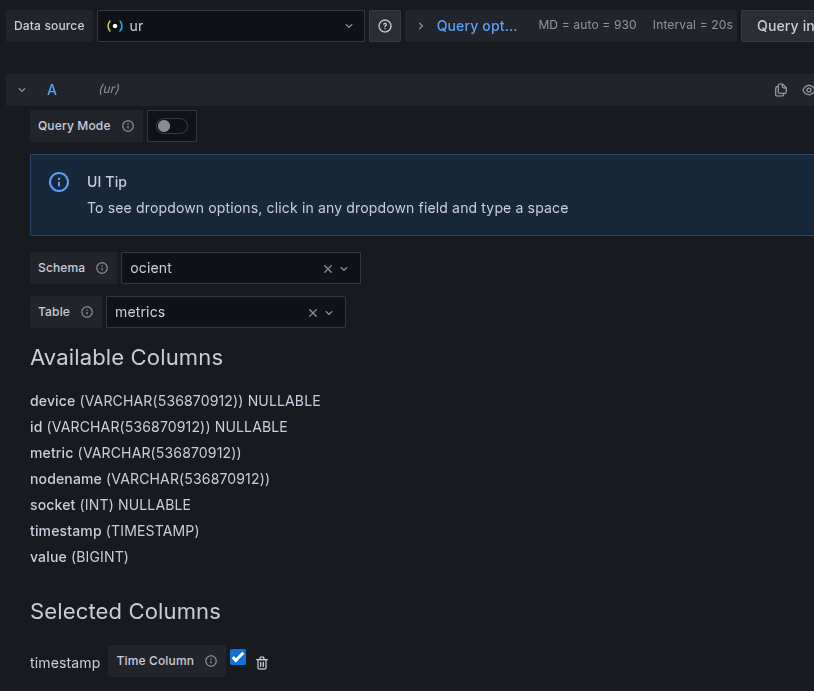 Data source ur Query opt... MD = auto = 930 Interval = 20s Query in
A (ur)
Query Mode
UI Tip
To see dropdown options, click in any dropdown field and type a space
Schema ocient
Table metrics
Available Columns
device (VARCHAR(536870912)) NULLABLE
id (VARCHAR(536870912)) NULLABLE
metric (VARCHAR(536870912))
nodename (VARCHAR(536870912))
socket (INT) NULLABLE
timestamp (TIMESTAMP)
value (BIGINT)
Selected Columns
timestamp Time Column